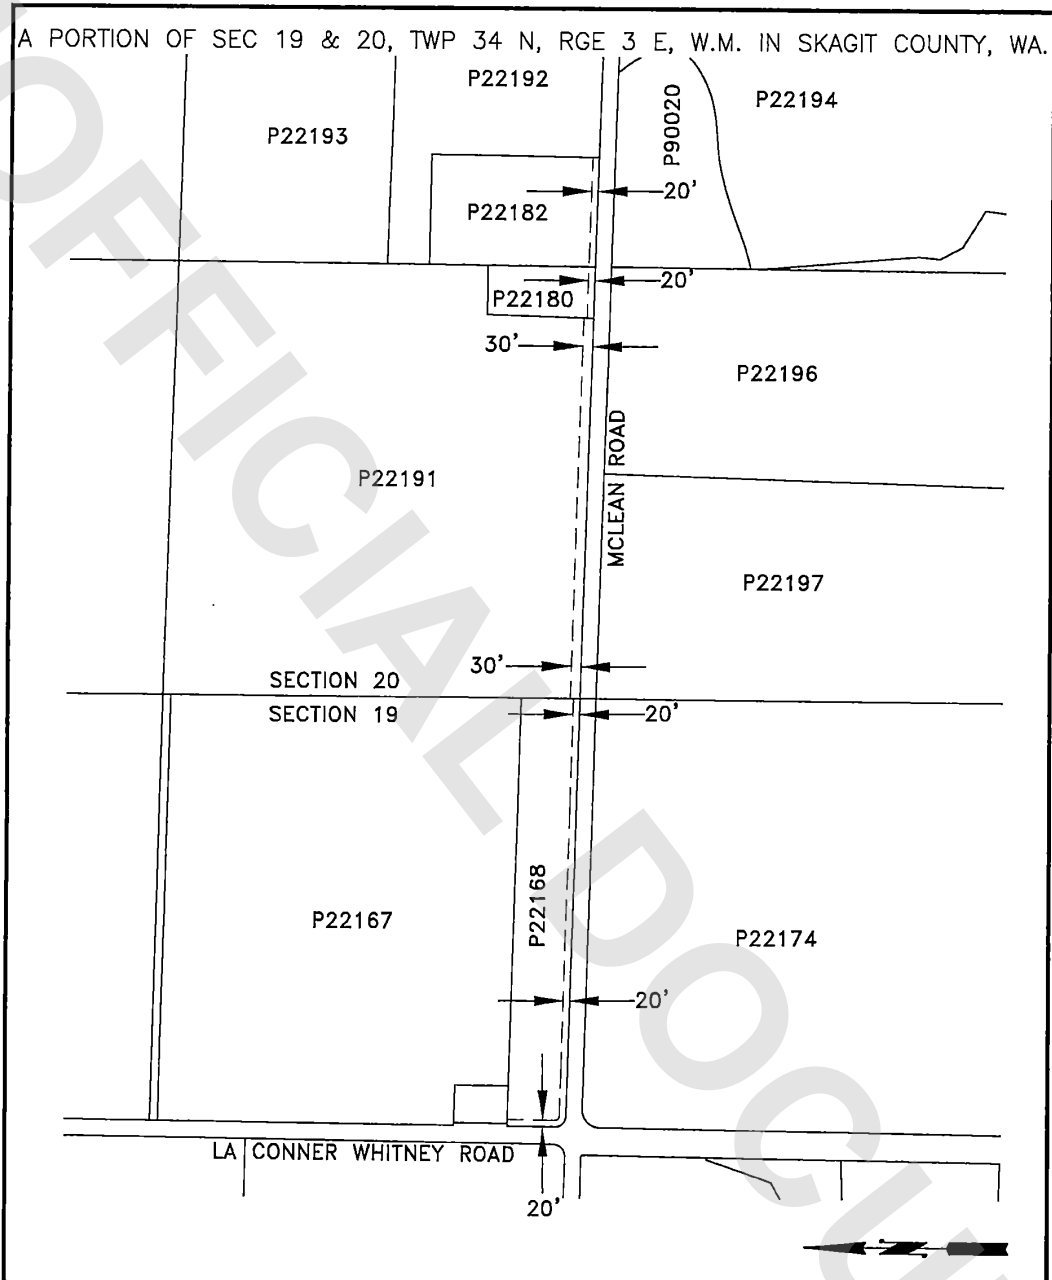 A PORTION OF SEC 19 & 20, TWP 34 N, RGE 3 E, W.M. IN SKAGIT COUNTY, WA.
P22192
P22193
P90020
P22194
20'
P22182
20'
P22180
30'
P22196
MCLEAN ROAD
P22191
P22197
30'
SECTION 20
SECTION 19
20'
P22168
P22167
P22174
20'
LA CONNER WHITNEY ROAD
20'
N
OFFICIAL DOCU